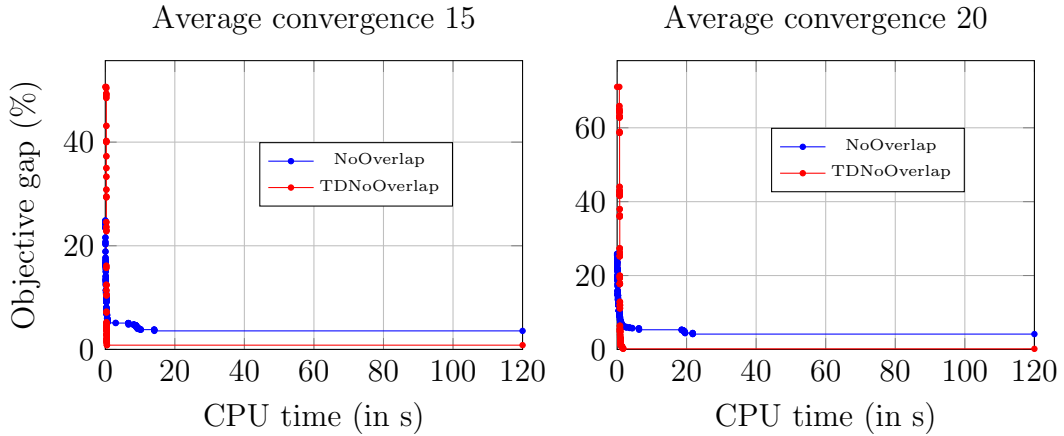 Average convergence 15
Objective gap (%)
40
20
0
NoOverlap
TDNoOverlap
0 20 40 60 80 100 120
CPU time (in s)
Average convergence 20
60
40
20
0
NoOverlap
TDNoOverlap
0 20 40 60 80 100 120
CPU time (in s)